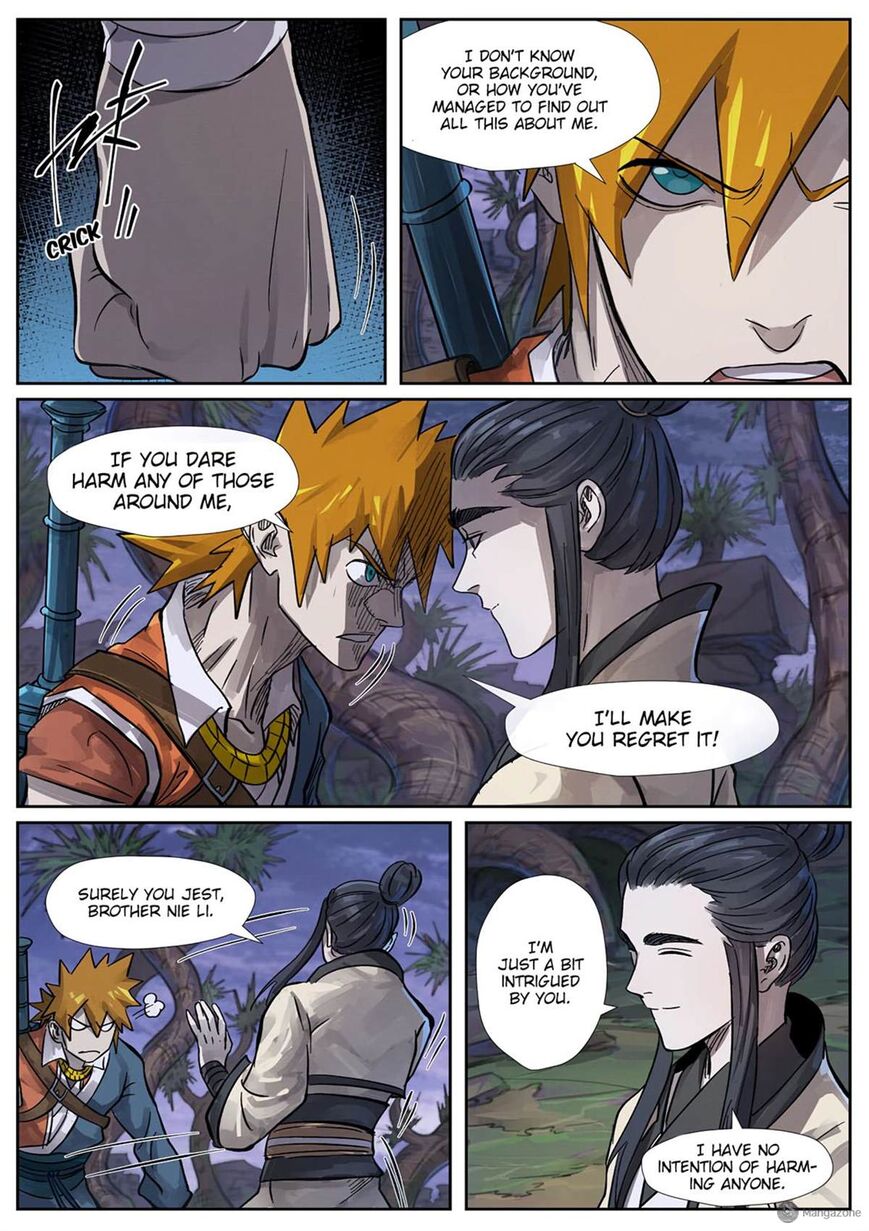 CRICK
I DON'T KNOW
YOUR BACKGROUND,
OR HOW YOU'VE
MANAGED TO FIND OUT
ALL THIS ABOUT ME.
IF YOU DARE
HARM ANY OF THOSE
AROUND ME,
I'LL MAKE
YOU REGRET IT!
SURELY YOU JEST,
BROTHER NIE LI.
I'M
JUST A BIT
INTRIGUED
BY YOU.
I HAVE NO
INTENTION OF HARM-
ING ANYONE.
Mangazone